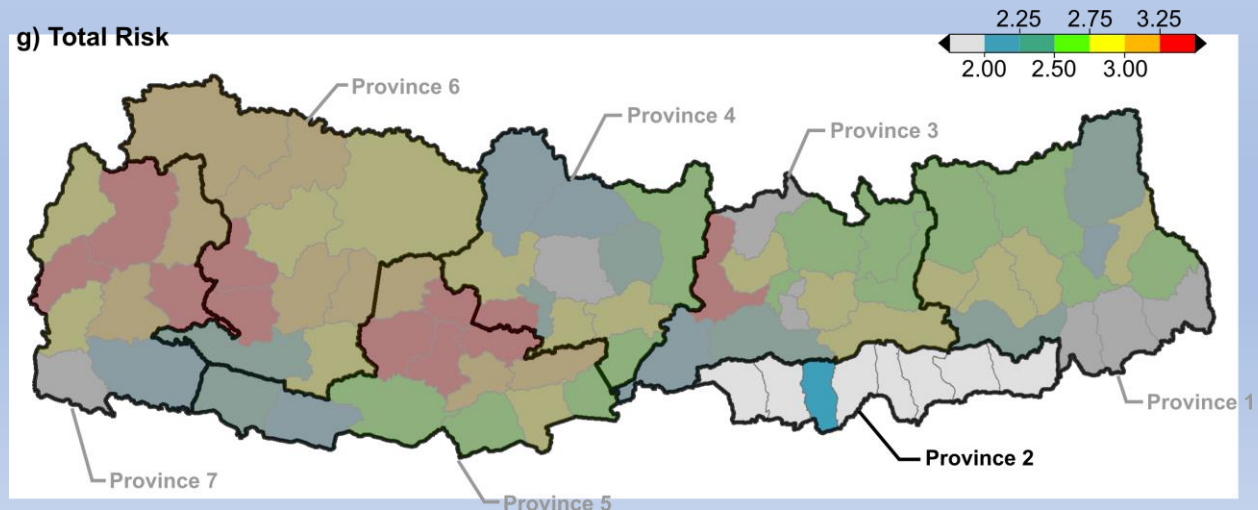 g) Total Risk
2.25 2.75 3.25
2.00 2.50 3.00
Province 6
Province 4
Province 3
Province 1
Province 2
Province 7
Province 5